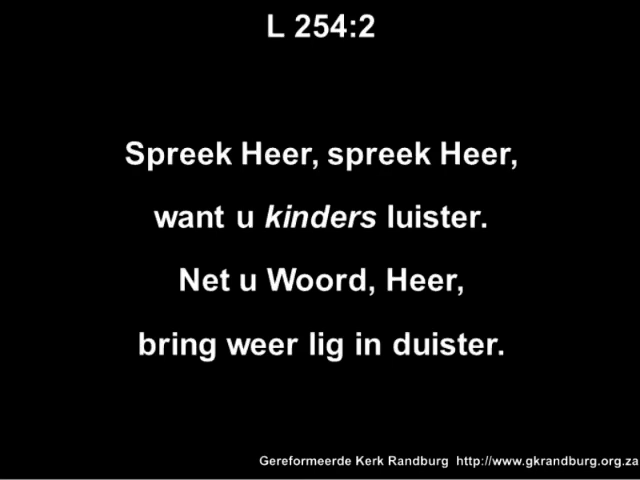 L 254:2
Spreek Heer, spreek Heer,
want u kinders luister.
Net u Woord, Heer,
bring weer lig in duister.
Gereformeerde Kerk Randburg http://www.gkrandburg.org.za